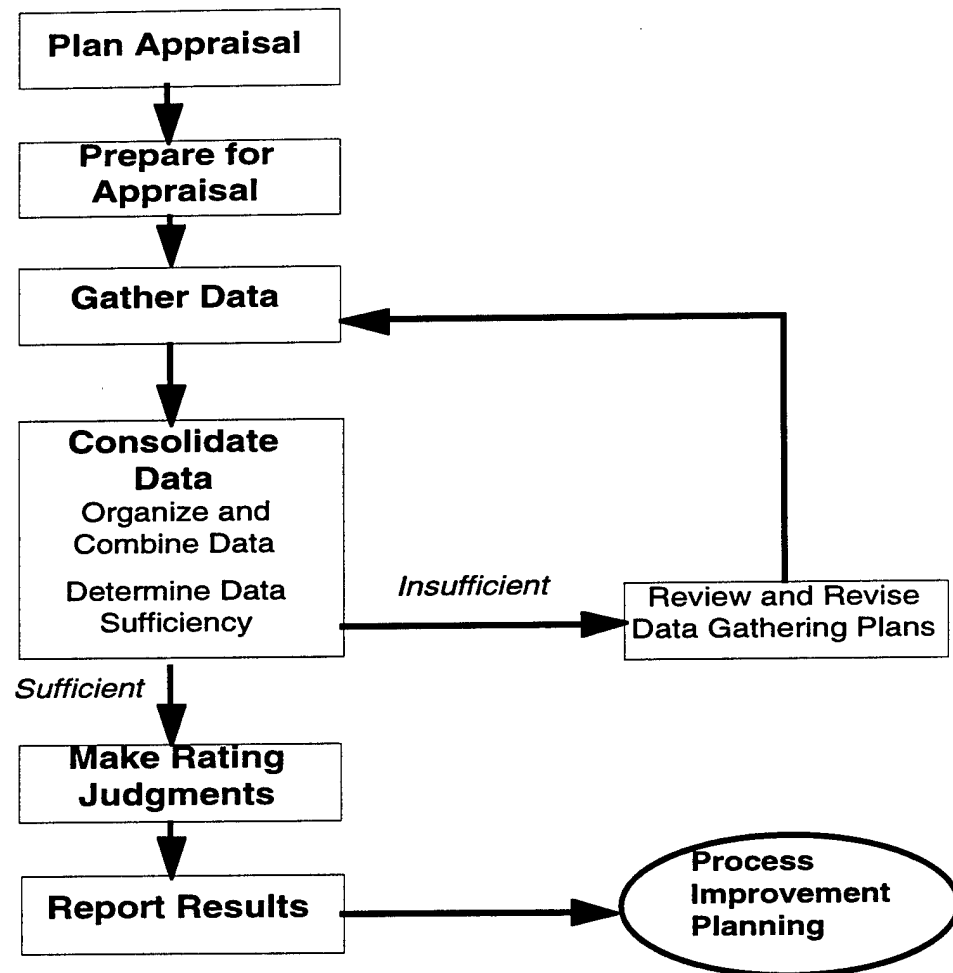 Plan Appraisal
Prepare for
Appraisal
Gather Data
Consolidate
Data
Organize and
Combine Data
Determine Data
Sufficiency
Insufficient
Review and Revise
Data Gathering Plans
Sufficient
Make Rating
Judgments
Report Results
Process
Improvement
Planning